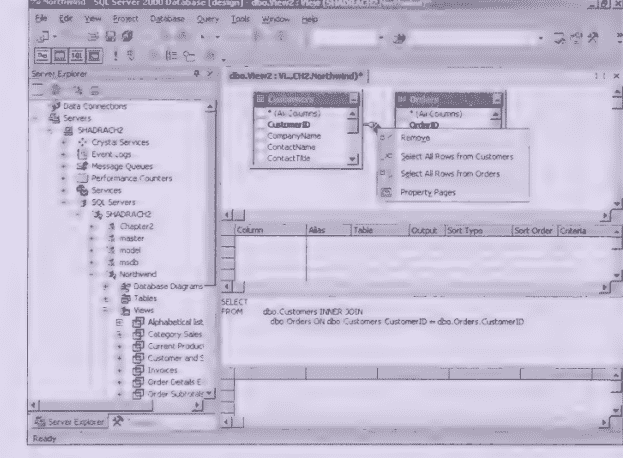 Northwind - SQL Server 2000 Database [design] - dbo.View2 : View (SHADRACH2.Northwind)
File Edit View Project Database Query Tools Window Help
Server Explorer
Data Connections
Servers
SHADRACH2
Crystal Services
Event Logs
Message Queues
Performance Counters
Services
SQL Servers
SHADRACH2
Chapter2
master
model
msdb
Northwind
Database Diagrams
Tables
Views
Alphabetical list
Category Sales
Current Product
Customer and S
Invoices
Order Details E
Order Subtotals
Server Explorer
Ready
dbo.View2 : Vi...CH2.Northwind)*
Customers
* (All Columns)
CustomerID
CompanyName
ContactName
ContactTitle
Orders
* (All Columns)
OrderID
Remove
Select All Rows from Customers
Select All Rows from Orders
Property Pages
Column Alias Table Output Sort Type Sort Order Criteria
SELECT
FROM dbo.Customers INNER JOIN
dbo.Orders ON dbo.Customers.CustomerID = dbo.Orders.CustomerID